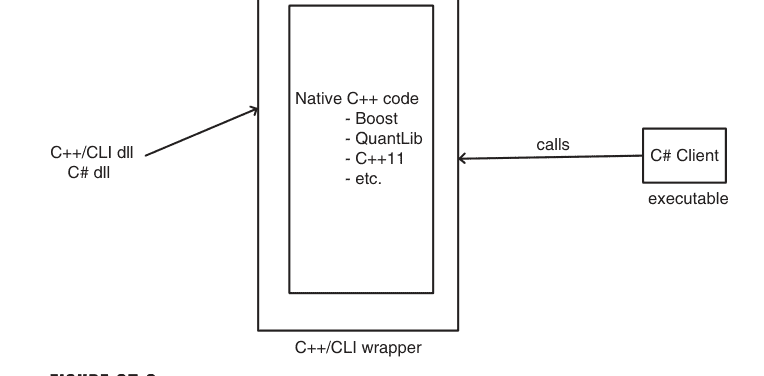 Native C++ code
- Boost
- QuantLib
- C++11
- etc.
C++/CLI dll
C# dll
calls
C# Client
executable
C++/CLI wrapper